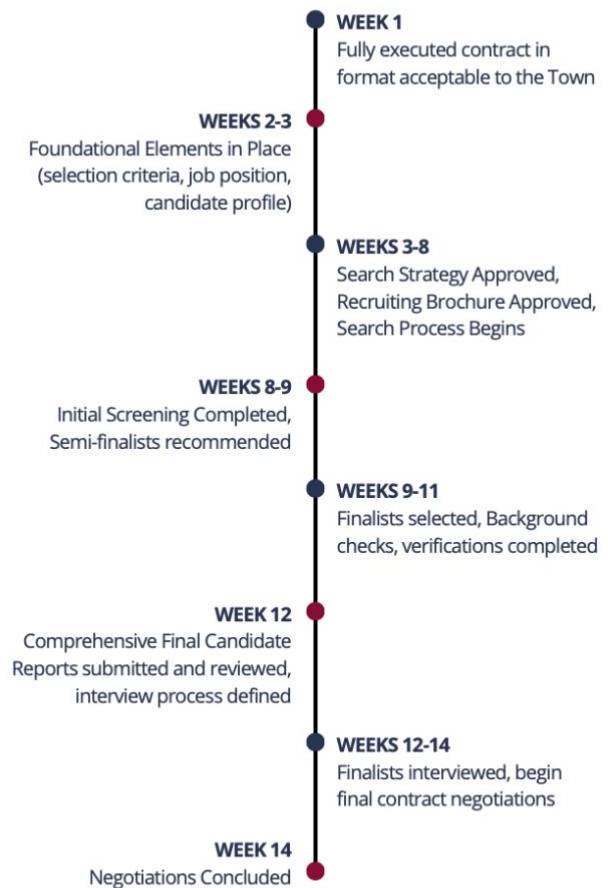 WEEK 1
Fully executed contract in
format acceptable to the Town
WEEKS 2-3
Foundational Elements in Place
(selection criteria, job position,
candidate profile)
WEEKS 3-8
Search Strategy Approved,
Recruiting Brochure Approved,
Search Process Begins
WEEKS 8-9
Initial Screening Completed,
Semi-finalists recommended
WEEKS 9-11
Finalists selected, Background
checks, verifications completed
WEEK 12
Comprehensive Final Candidate
Reports submitted and reviewed,
interview process defined
WEEKS 12-14
Finalists interviewed, begin
final contract negotiations
WEEK 14
Negotiations Concluded